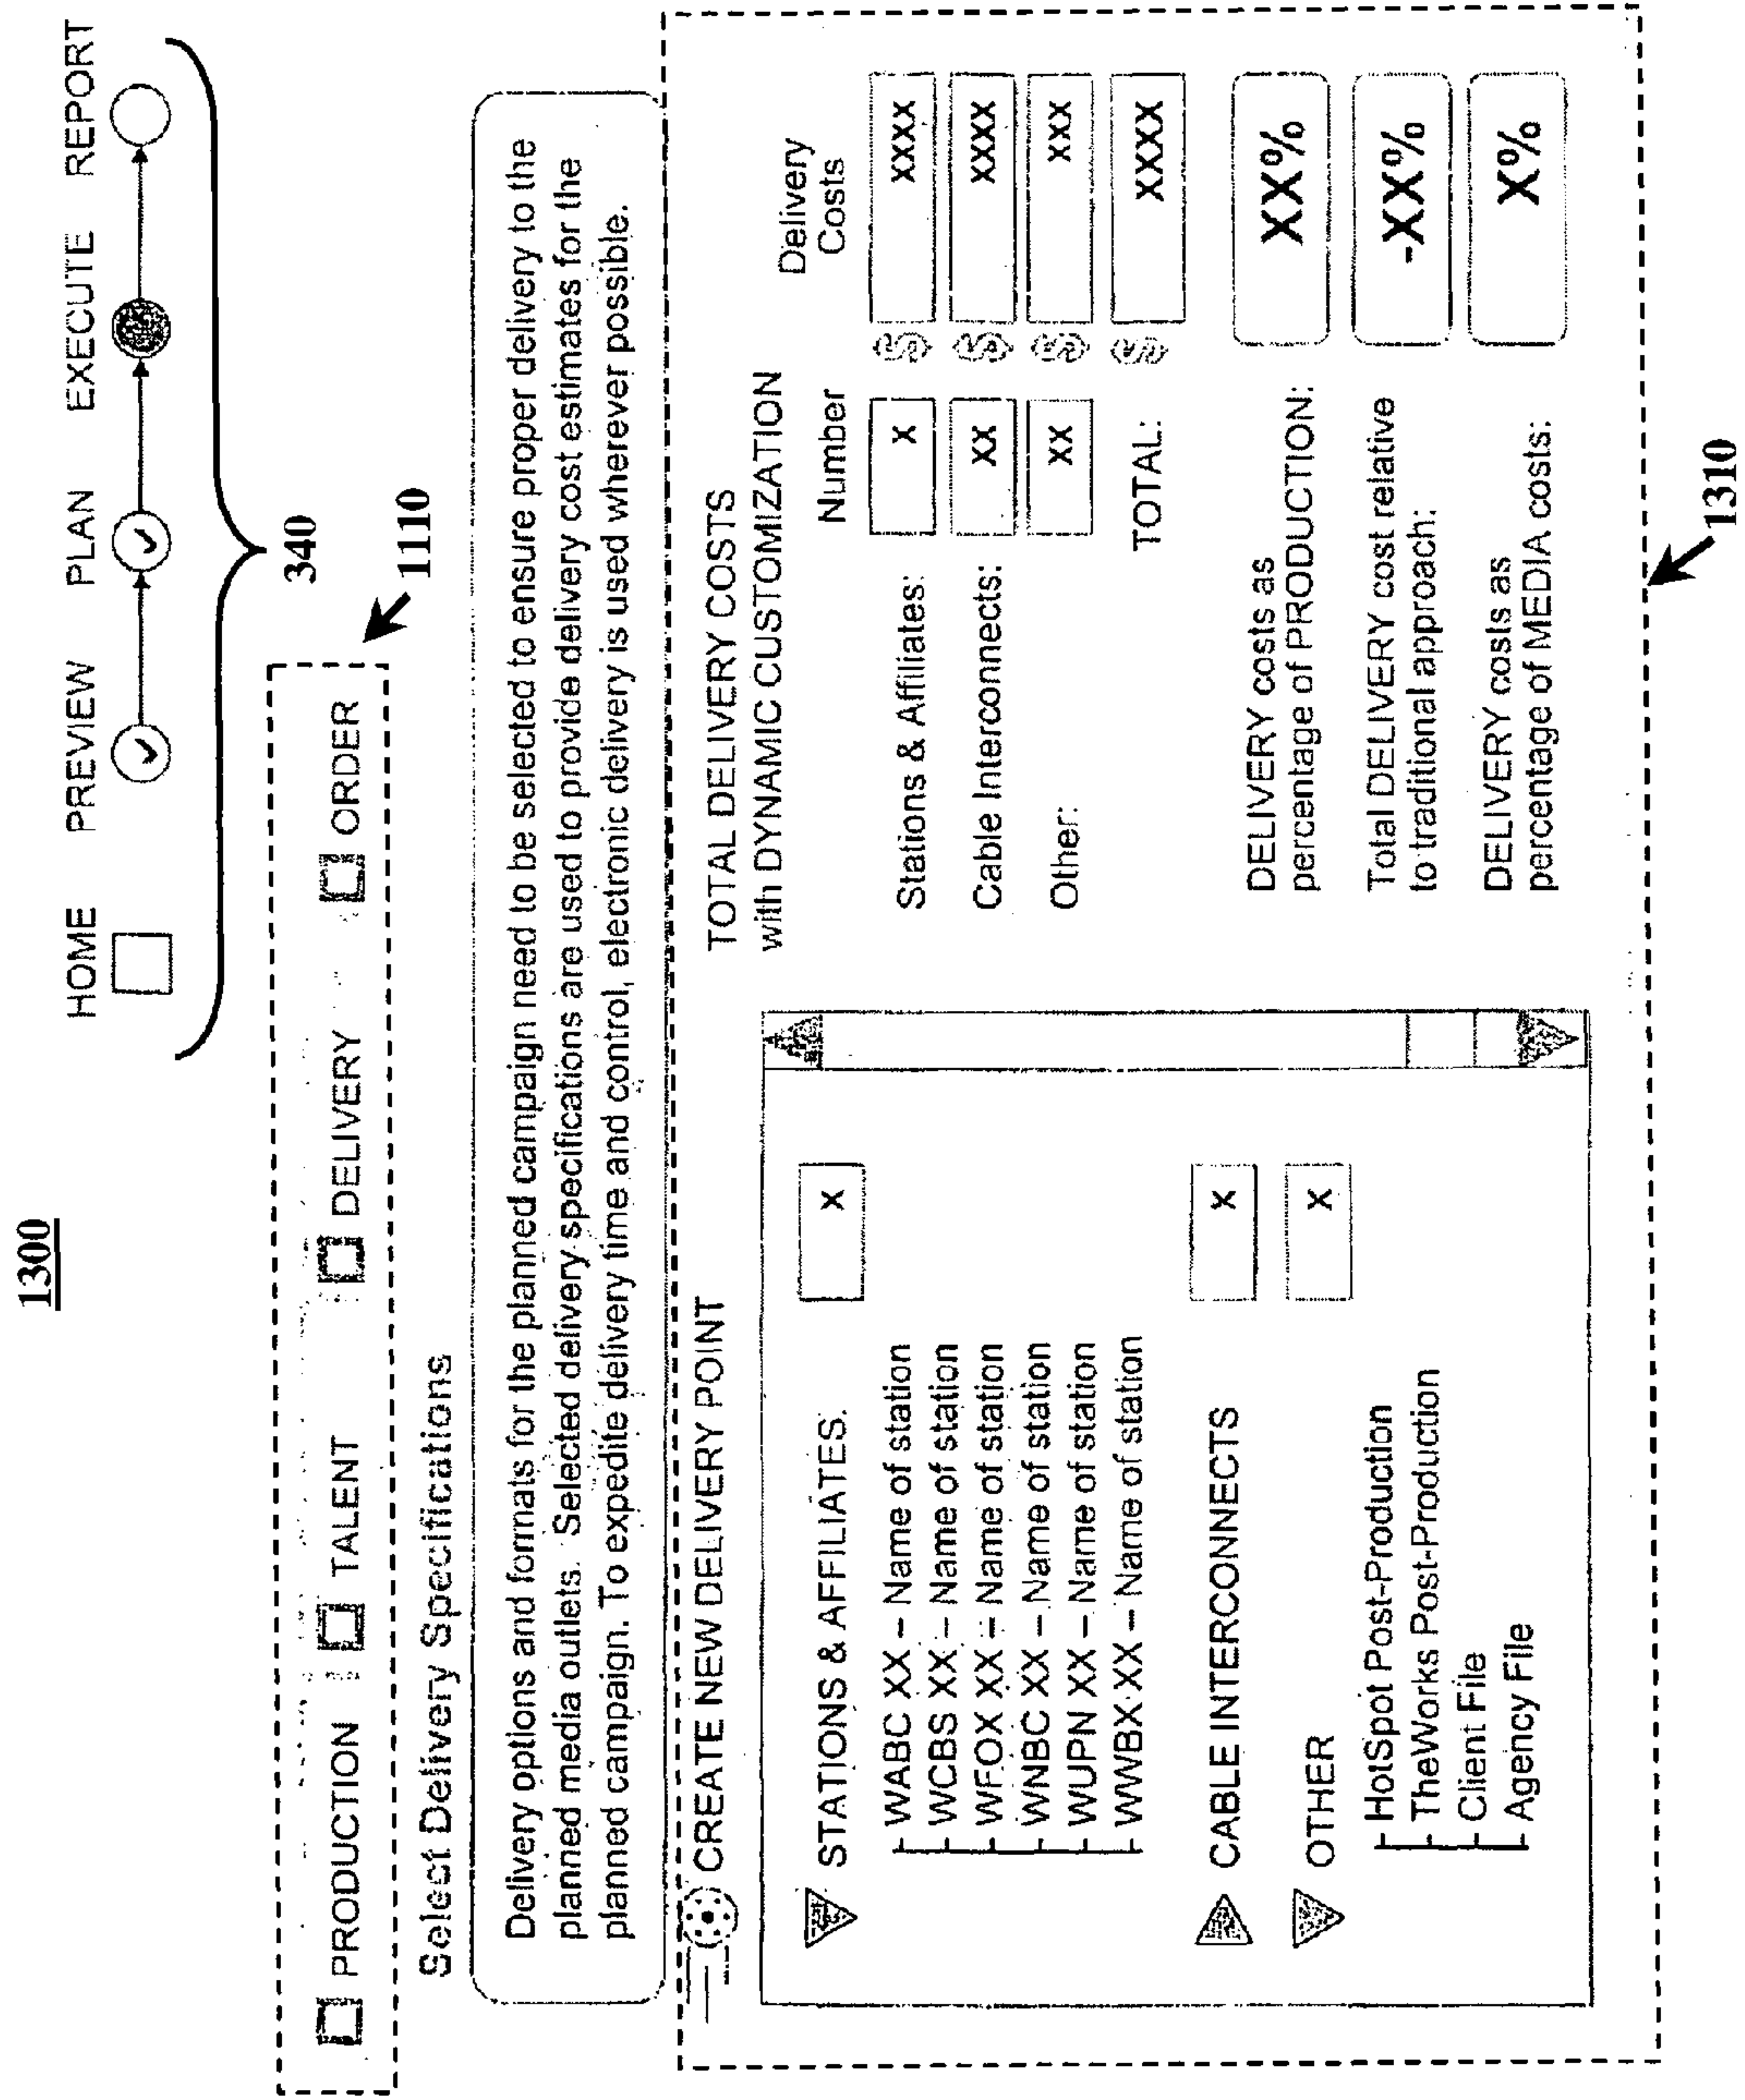 1300
HOME PREVIEW PLAN EXECUTE REPORT
340
1110
PRODUCTION TALENT DELIVERY ORDER
Select Delivery Specifications
Delivery options and formats for the planned campaign need to be selected to ensure proper delivery to the
planned media outlets. Selected delivery specifications are used to provide delivery cost estimates for the
planned campaign. To expedite delivery time and control, electronic delivery is used wherever possible.
CREATE NEW DELIVERY POINT
STATIONS & AFFILIATES. X
WABC XX – Name of station
WCBS XX – Name of station
WFOX XX – Name of station
WNBC XX – Name of station
WUPN XX – Name of station
WWBX XX – Name of station
CABLE INTERCONNECTS X
OTHER X
HotSpot Post-Production
TheWorks Post-Production
Client File
Agency File
TOTAL DELIVERY COSTS
with DYNAMIC CUSTOMIZATION
Number Delivery
Costs
Stations & Affiliates: X $ XXXX
Cable Interconnects: XX $ XXXX
Other: XX $ XXX
TOTAL: $ XXXX
DELIVERY costs as
percentage of PRODUCTION: XX%
Total DELIVERY cost relative
to traditional approach: -XX%
DELIVERY costs as
percentage of MEDIA costs: X%
1310